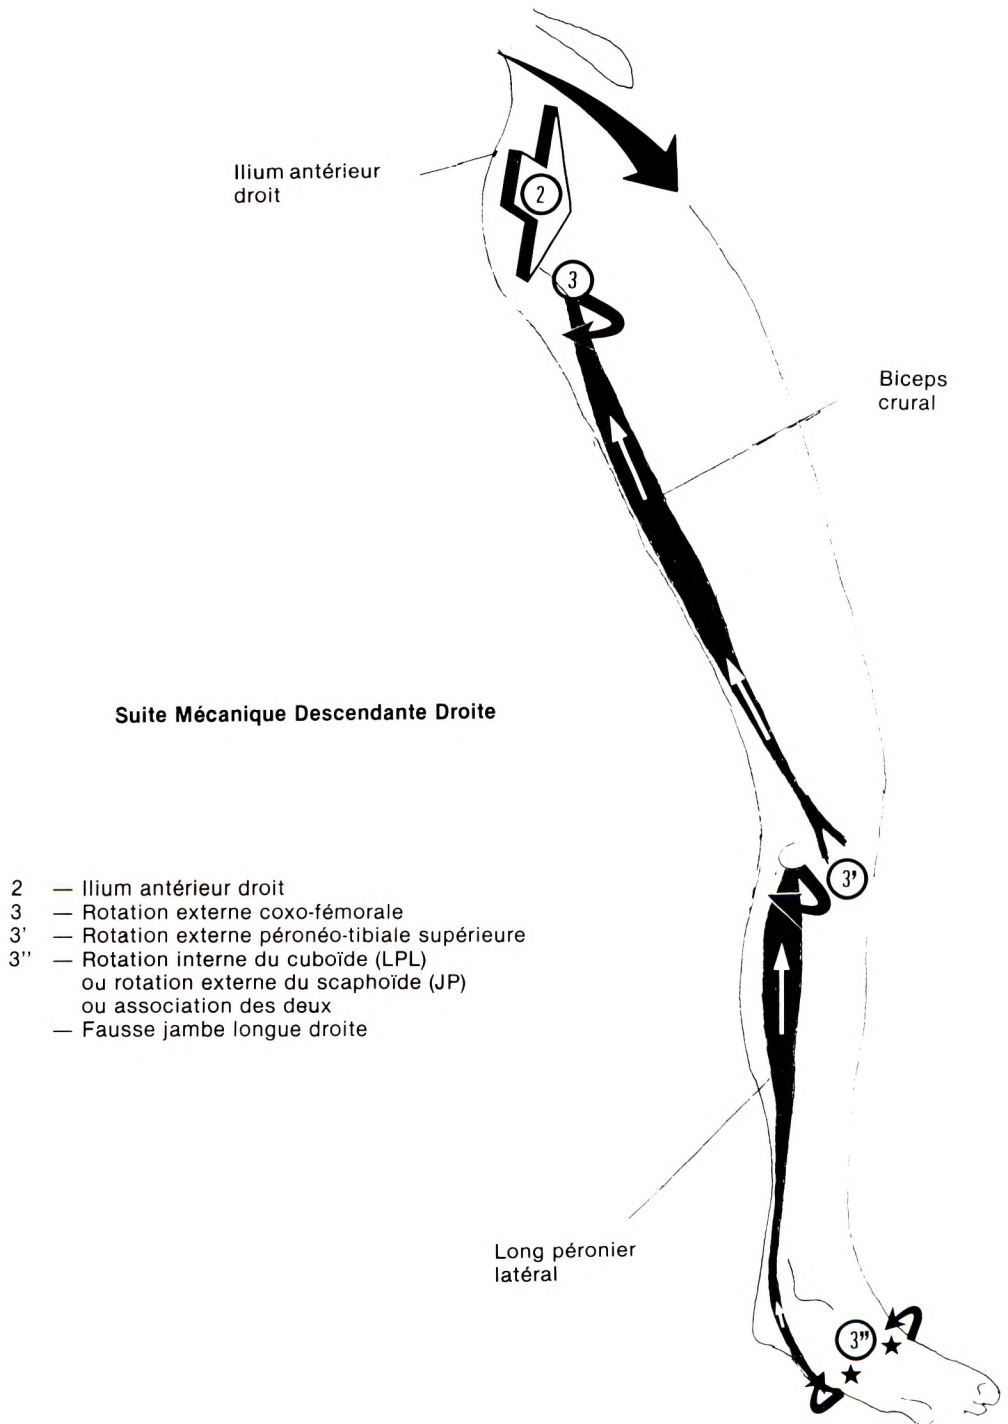 Ilium antérieur
droit
2
3
Biceps
crural
Suite Mécanique Descendante Droite
3'
2 — Ilium antérieur droit
3 — Rotation externe coxo-fémorale
3' — Rotation externe péronéo-tibiale supérieure
3'' — Rotation interne du cuboïde (LPL)
ou rotation externe du scaphoïde (JP)
ou association des deux
— Fausse jambe longue droite
Long péronier
latéral
3''